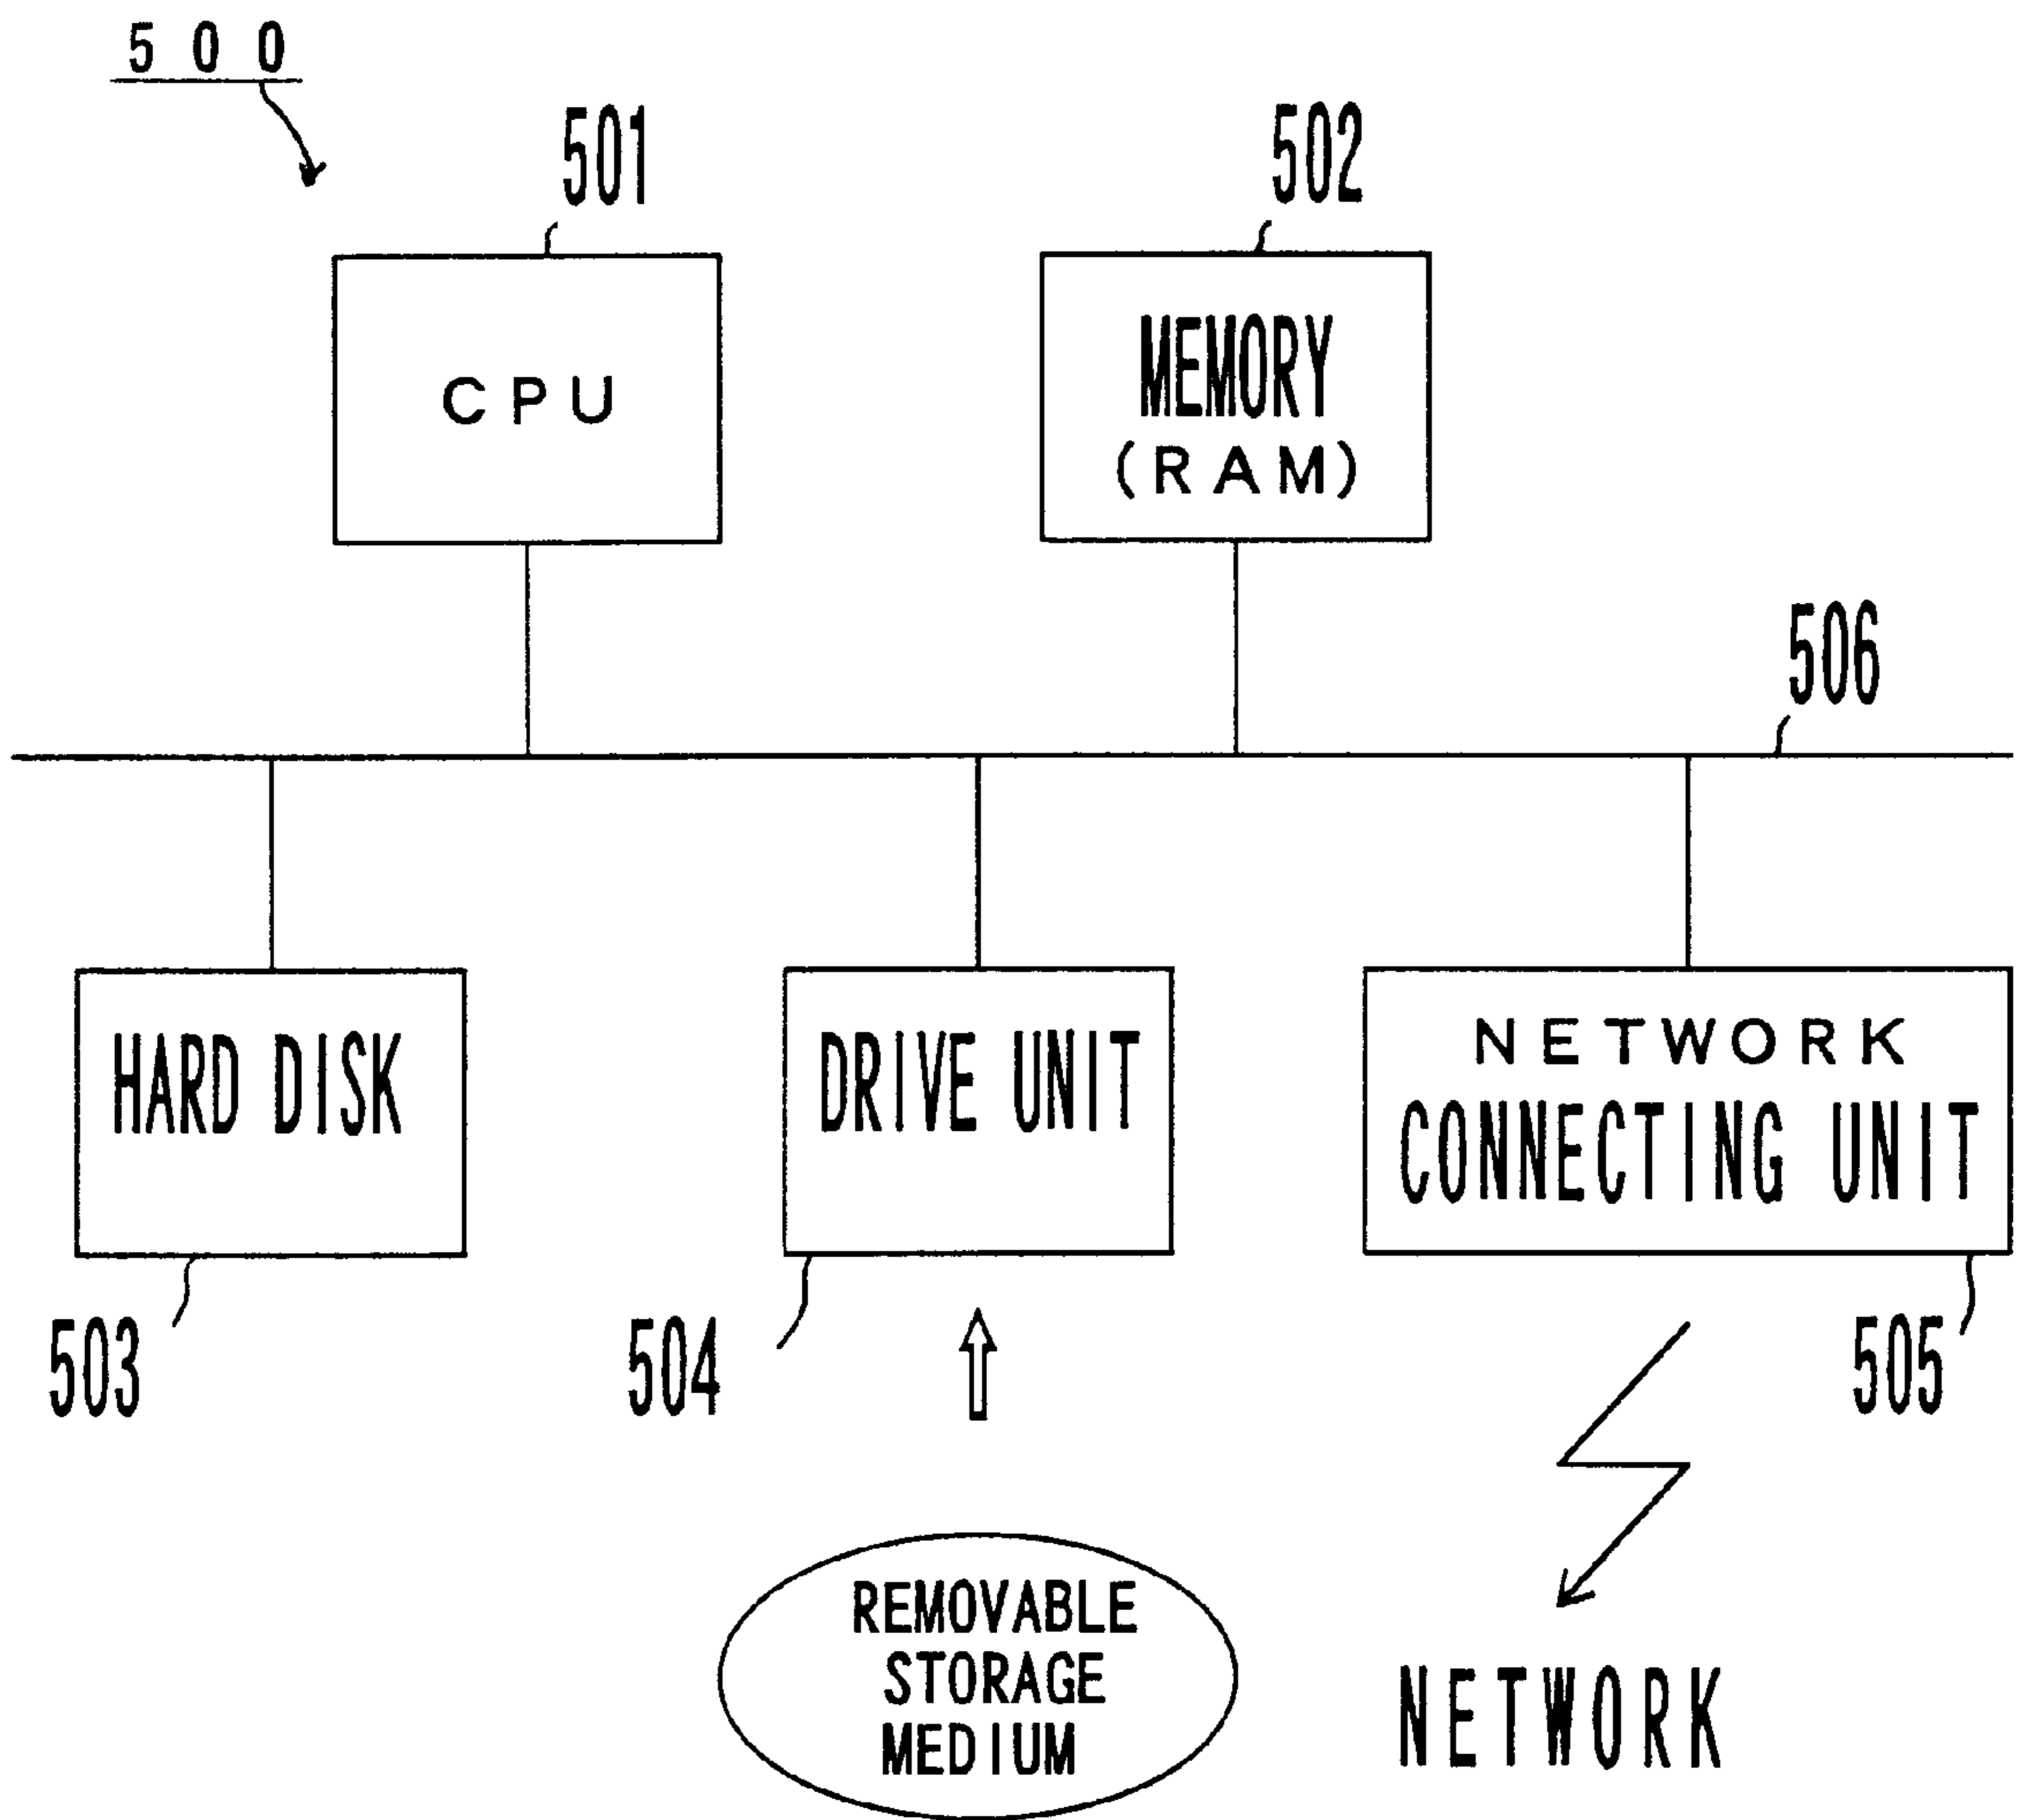 500
501
502
CPU
MEMORY
(RAM)
506
HARD DISK
DRIVE UNIT
NETWORK
CONNECTING UNIT
503
504
505
REMOVABLE
STORAGE
MEDIUM
NETWORK